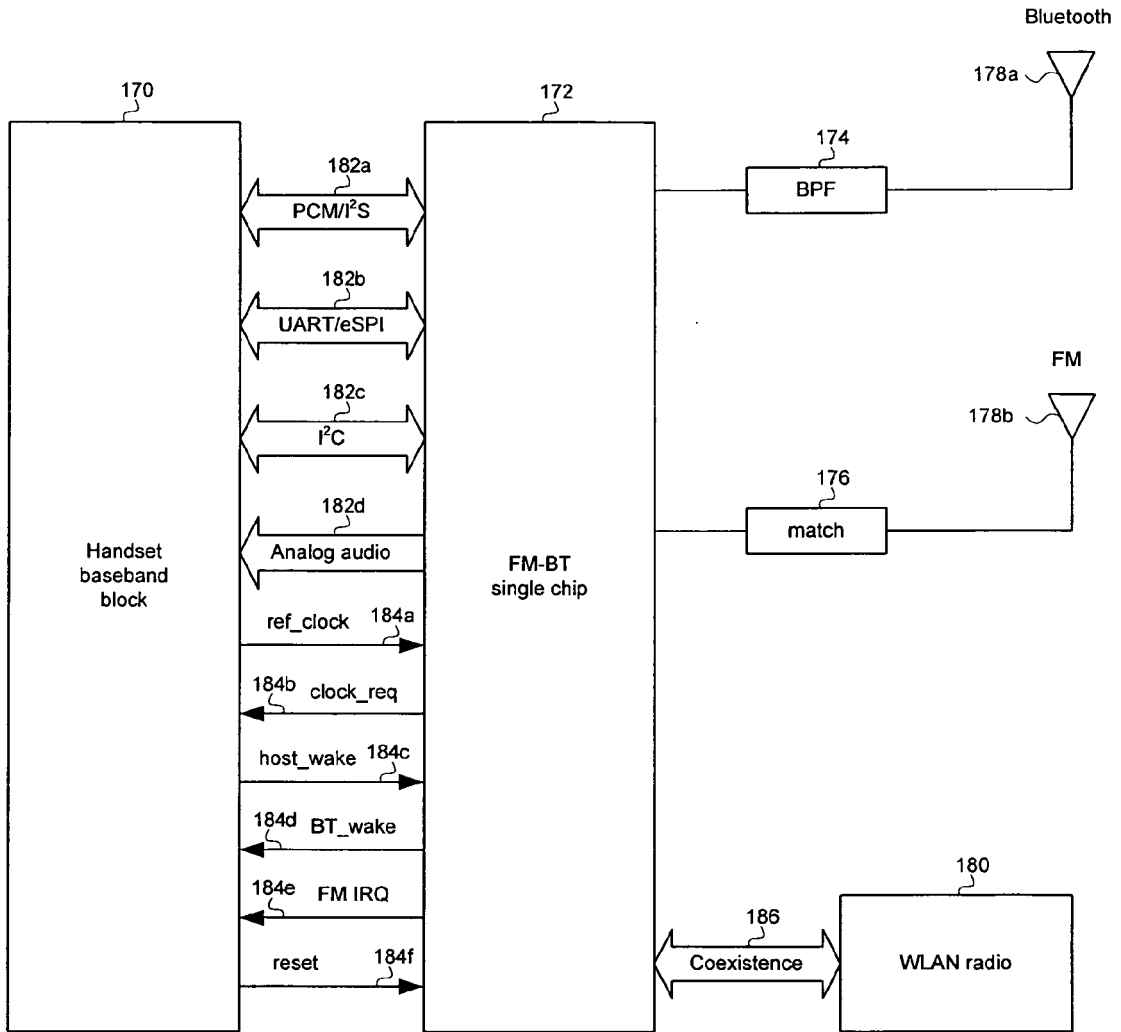 Bluetooth
178a
170
172
174
BPF
182a
PCM/I²S
182b
UART/eSPI
FM
182c
I²C
178b
182d
Analog audio
176
match
Handset
baseband
block
FM-BT
single chip
ref_clock
184a
184b
clock_req
host_wake
184c
184d
BT_wake
184e
FM IRQ
180
186
reset
184f
Coexistence
WLAN radio